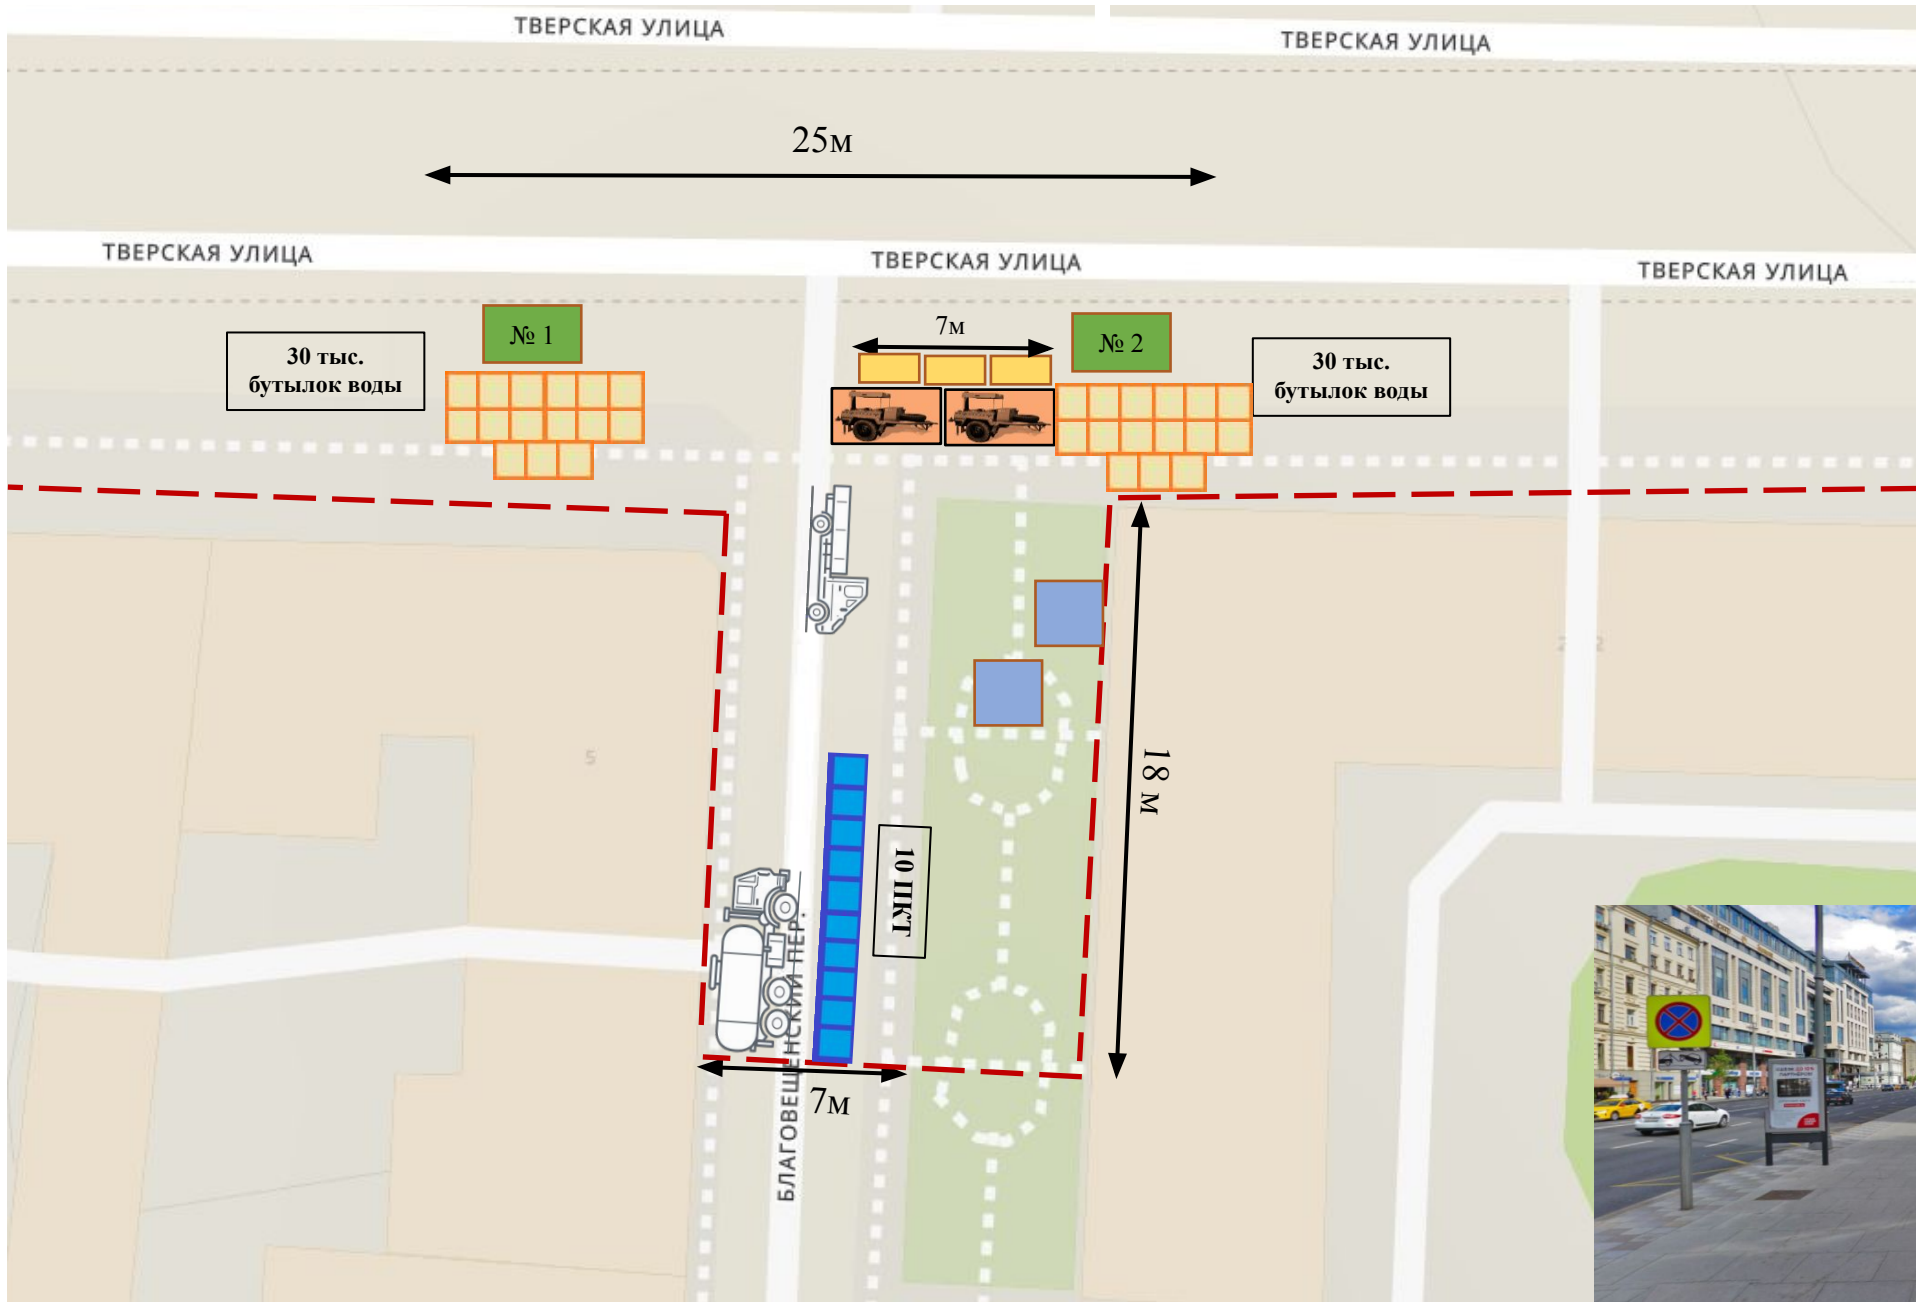 ТВЕРСКАЯ УЛИЦА
ТВЕРСКАЯ УЛИЦА
25м
ТВЕРСКАЯ УЛИЦА
ТВЕРСКАЯ УЛИЦА
ТВЕРСКАЯ УЛИЦА
№ 1
7м
№ 2
30 тыс.
бутылок воды
30 тыс.
бутылок воды
5
18 м
10 ПКТ
7м
БЛАГОВЕЩЕНСКИЙ ПЕР.